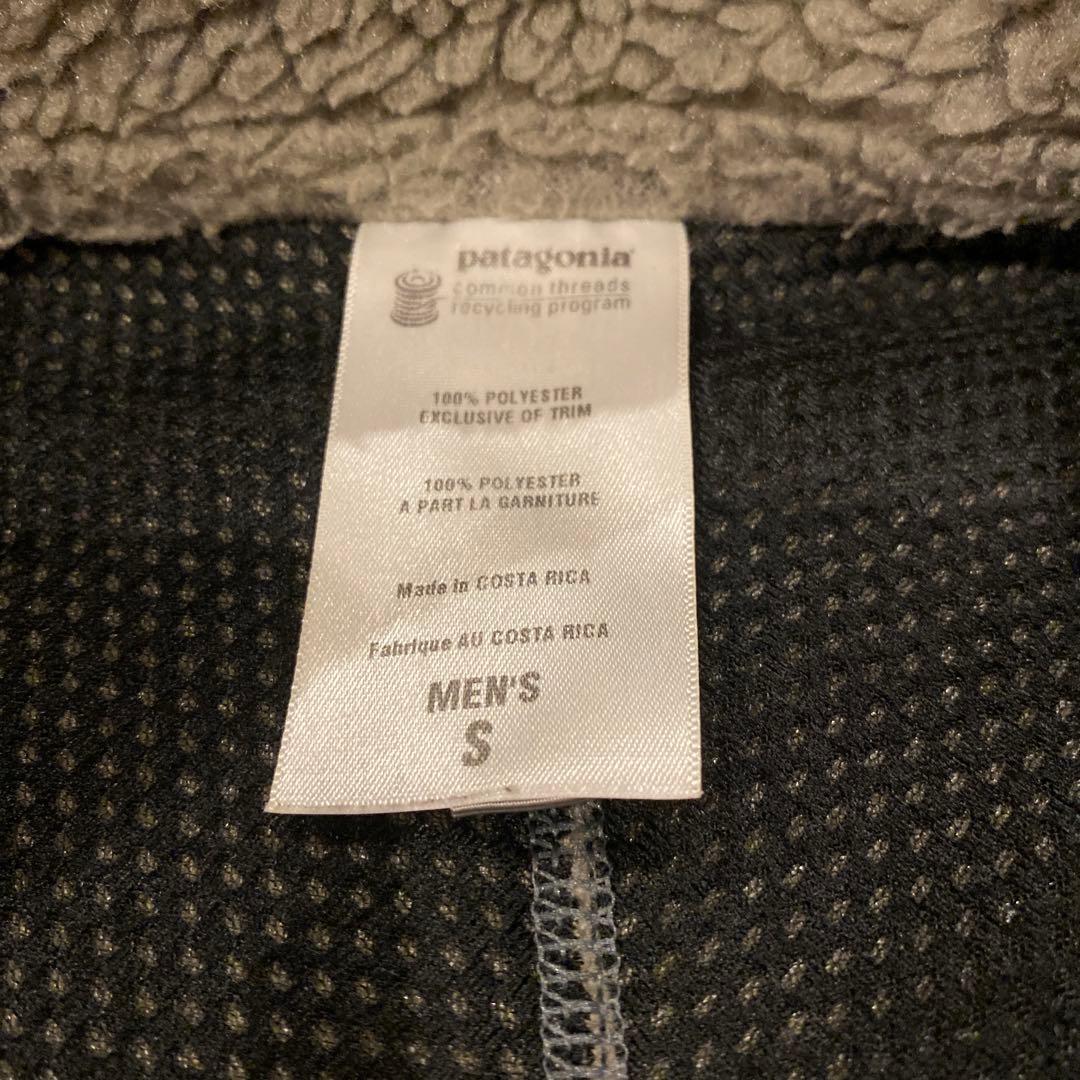 patagonia®
common threads
recycling program
100% POLYESTER
EXCLUSIVE OF TRIM
100% POLYESTER
A PART LA GARNITURE
Made in COSTA RICA
Fabrique AU COSTA RICA
MEN'S
S